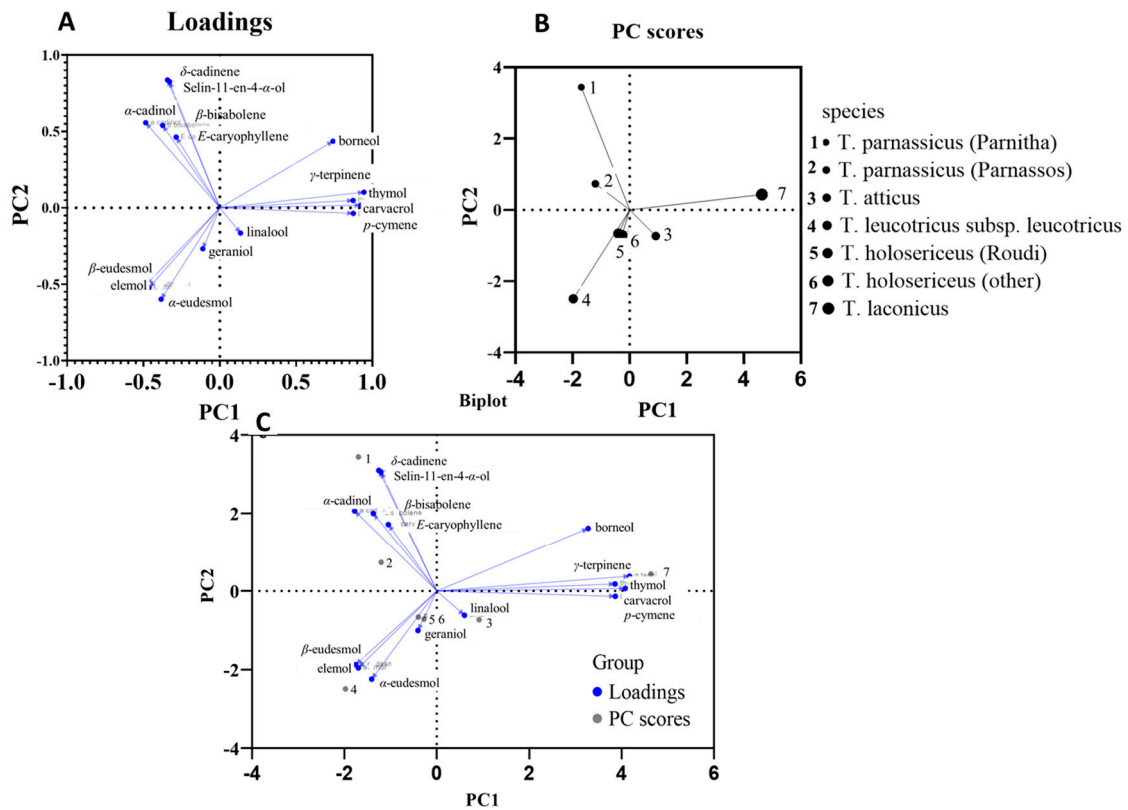 A
Loadings
1.0
0.5
0.0
-0.5
-1.0
PC2
δ-cadinene
Selin-11-en-4-α-ol
α-cadinol
β-bisabolene
E-caryophyllene
borneol
γ-terpinene
thymol
carvacrol
p-cymene
linalool
geraniol
β-eudesmol
elemol
α-eudesmol
-1.0 -0.5 0.0 0.5 1.0
PC1
B
PC scores
4
2
0
-2
-4
PC2
1
2
3
4
5
6
7
-4 -2 0 2 4 6
PC1
species
1 T. parnassicus (Parnitha)
2 T. parnassicus (Parnassos)
3 T. atticus
4 T. leucotricus subsp. leucotricus
5 T. holosericeus (Roudi)
6 T. holosericeus (other)
7 T. laconicus
Biplot
C
4
2
0
-2
-4
PC2
1
δ-cadinene
Selin-11-en-4-α-ol
α-cadinol
β-bisabolene
E-caryophyllene
borneol
2
γ-terpinene
7
thymol
carvacrol
p-cymene
linalool
3
5 6
geraniol
β-eudesmol
elemol
α-eudesmol
4
Group
Loadings
PC scores
-4 -2 0 2 4 6
PC1